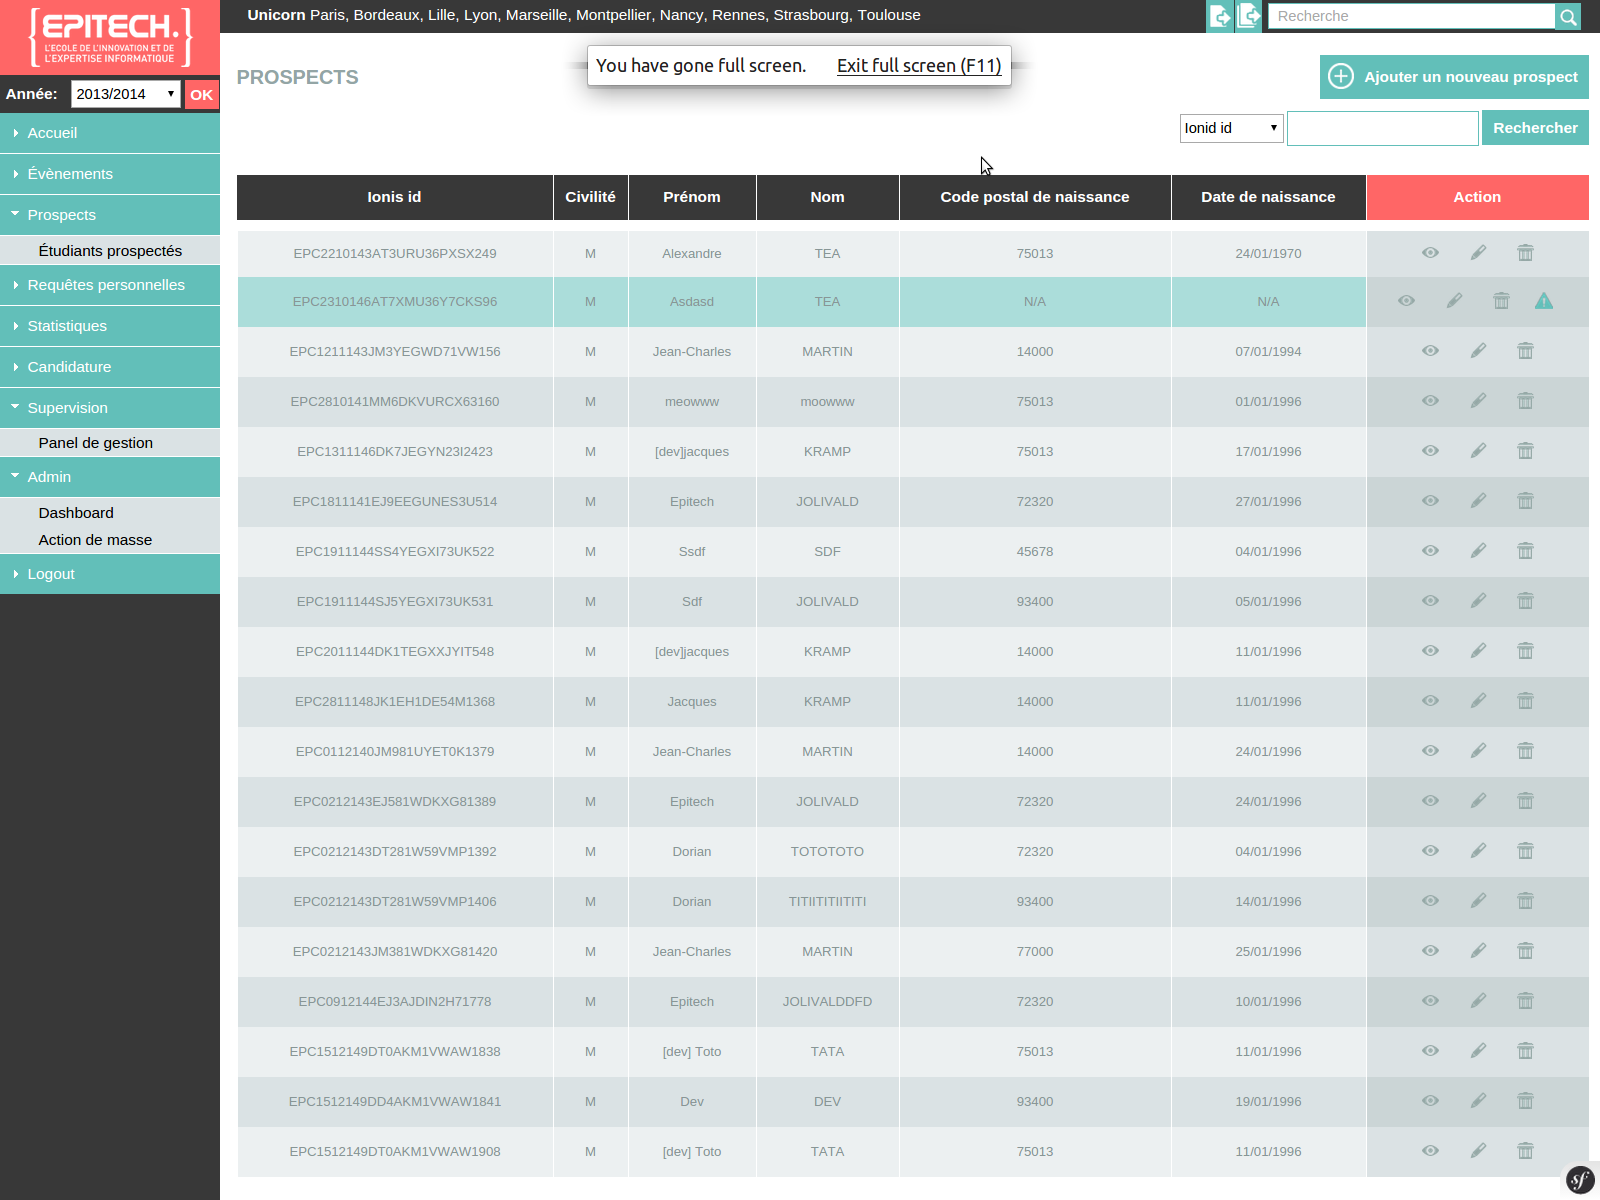 EPITECH.
L'ECOLE DE L'INNOVATION ET DE
L'EXPERTISE INFORMATIQUE
Unicorn Paris, Bordeaux, Lille, Lyon, Marseille, Montpellier, Nancy, Rennes, Strasbourg, Toulouse
Recherche
Année: 2013/2014 OK
Accueil
Évènements
Prospects
Étudiants prospectés
Requêtes personnelles
Statistiques
Candidature
Supervision
Panel de gestion
Admin
Dashboard
Action de masse
Logout
You have gone full screen. Exit full screen (F11)
PROSPECTS
Ajouter un nouveau prospect
Ionid id Rechercher
Ionis id Civilité Prénom Nom Code postal de naissance Date de naissance Action
EPC2210143AT3URU36PXSX249 M Alexandre TEA 75013 24/01/1970
EPC2310146AT7XMU36Y7CKS96 M Asdasd TEA N/A N/A
EPC1211143JM3YEGWD71VW156 M Jean-Charles MARTIN 14000 07/01/1994
EPC2810141MM6DKVURCX63160 M meowww moowww 75013 01/01/1996
EPC1311146DK7JEGYN23I2423 M [dev]jacques KRAMP 75013 17/01/1996
EPC1811141EJ9EEGUNES3U514 M Epitech JOLIVALD 72320 27/01/1996
EPC1911144SS4YEGXI73UK522 M Ssdf SDF 45678 04/01/1996
EPC1911144SJ5YEGXI73UK531 M Sdf JOLIVALD 93400 05/01/1996
EPC2011144DK1TEGXXJYIT548 M [dev]jacques KRAMP 14000 11/01/1996
EPC2811148JK1EH1DE54M1368 M Jacques KRAMP 14000 11/01/1996
EPC0112140JM981UYET0K1379 M Jean-Charles MARTIN 14000 24/01/1996
EPC0212143EJ581WDKXG81389 M Epitech JOLIVALD 72320 24/01/1996
EPC0212143DT281W59VMP1392 M Dorian TOTOTOTO 72320 04/01/1996
EPC0212143DT281W59VMP1406 M Dorian TITIITITIITITI 93400 14/01/1996
EPC0212143JM381WDKXG81420 M Jean-Charles MARTIN 77000 25/01/1996
EPC0912144EJ3AJDIN2H71778 M Epitech JOLIVALDDFD 72320 10/01/1996
EPC1512149DT0AKM1VWAW1838 M [dev] Toto TATA 75013 11/01/1996
EPC1512149DD4AKM1VWAW1841 M Dev DEV 93400 19/01/1996
EPC1512149DT0AKM1VWAW1908 M [dev] Toto TATA 75013 11/01/1996
sf